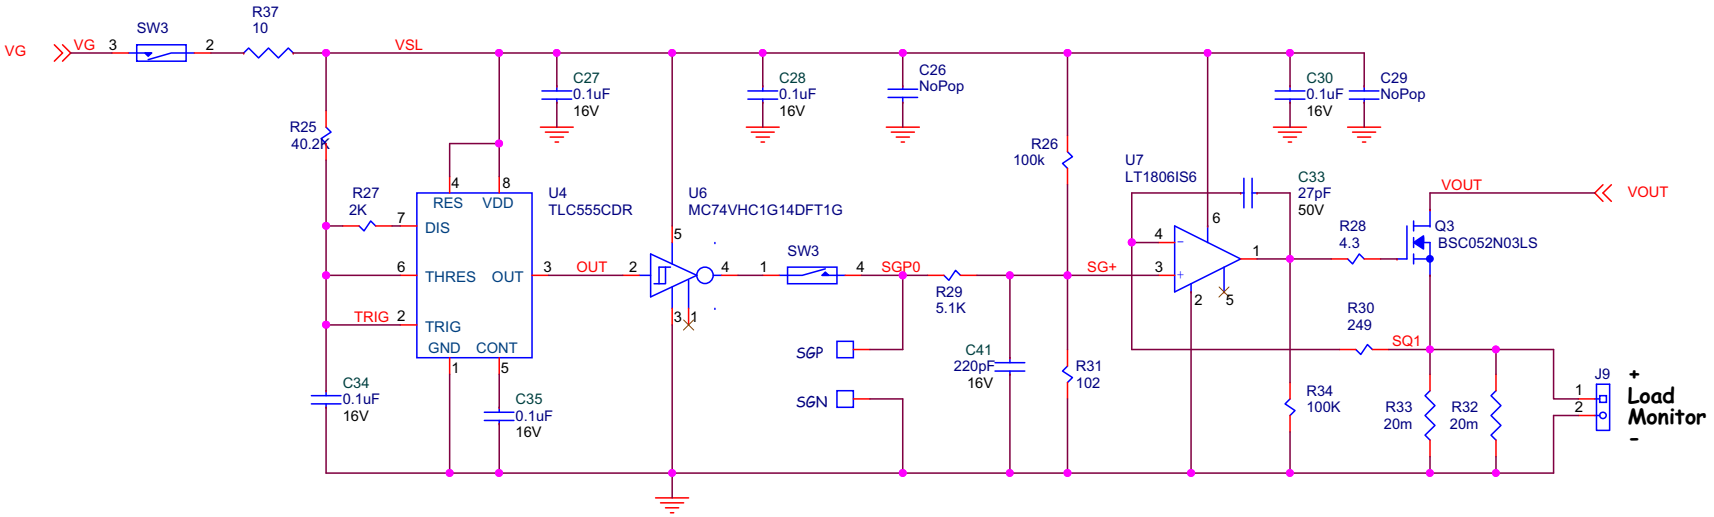 VG
VG
3
SW3
2
R37
10
VSL
C27
0.1uF
16V
C28
0.1uF
16V
C26
NoPop
C30
0.1uF
16V
C29
NoPop
R25
40.2K
R26
100k
R27
2K
4
8
RES
VDD
U4
TLC555CDR
7
DIS
6
THRES
OUT
3
OUT
TRIG
2
TRIG
GND
CONT
1
5
C34
0.1uF
16V
C35
0.1uF
16V
U6
MC74VHC1G14DFT1G
5
2
4
3
1
SW3
1
4
SGP0
R29
5.1K
SGP
SGN
C41
220pF
16V
R31
102
SG+
U7
LT1806IS6
C33
27pF
50V
6
4
3
1
2
5
R28
4.3
VOUT
VOUT
Q3
BSC052N03LS
R30
249
SQ1
R34
100K
R33
20m
R32
20m
J9
1
2
+
Load
Monitor
-